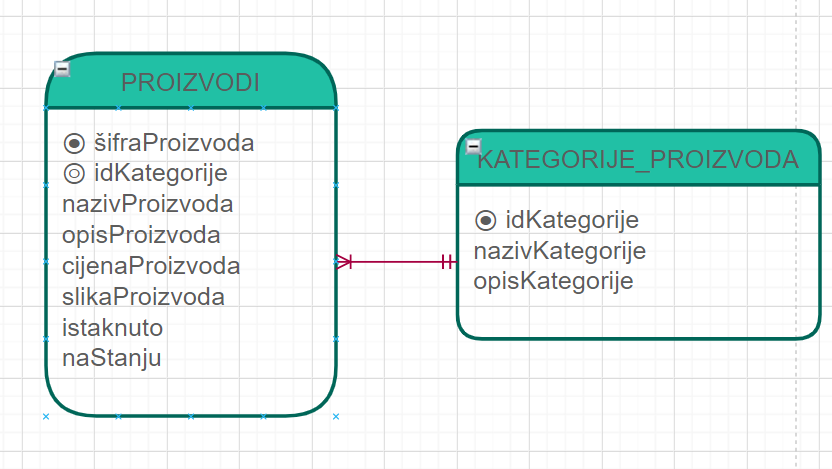 PROIZVODI
šifraProizvoda
idKategorije
nazivProizvoda
opisProizvoda
cijenaProizvoda
slikaProizvoda
istaknuto
naStanju
KATEGORIJE_PROIZVODA
idKategorije
nazivKategorije
opisKategorije